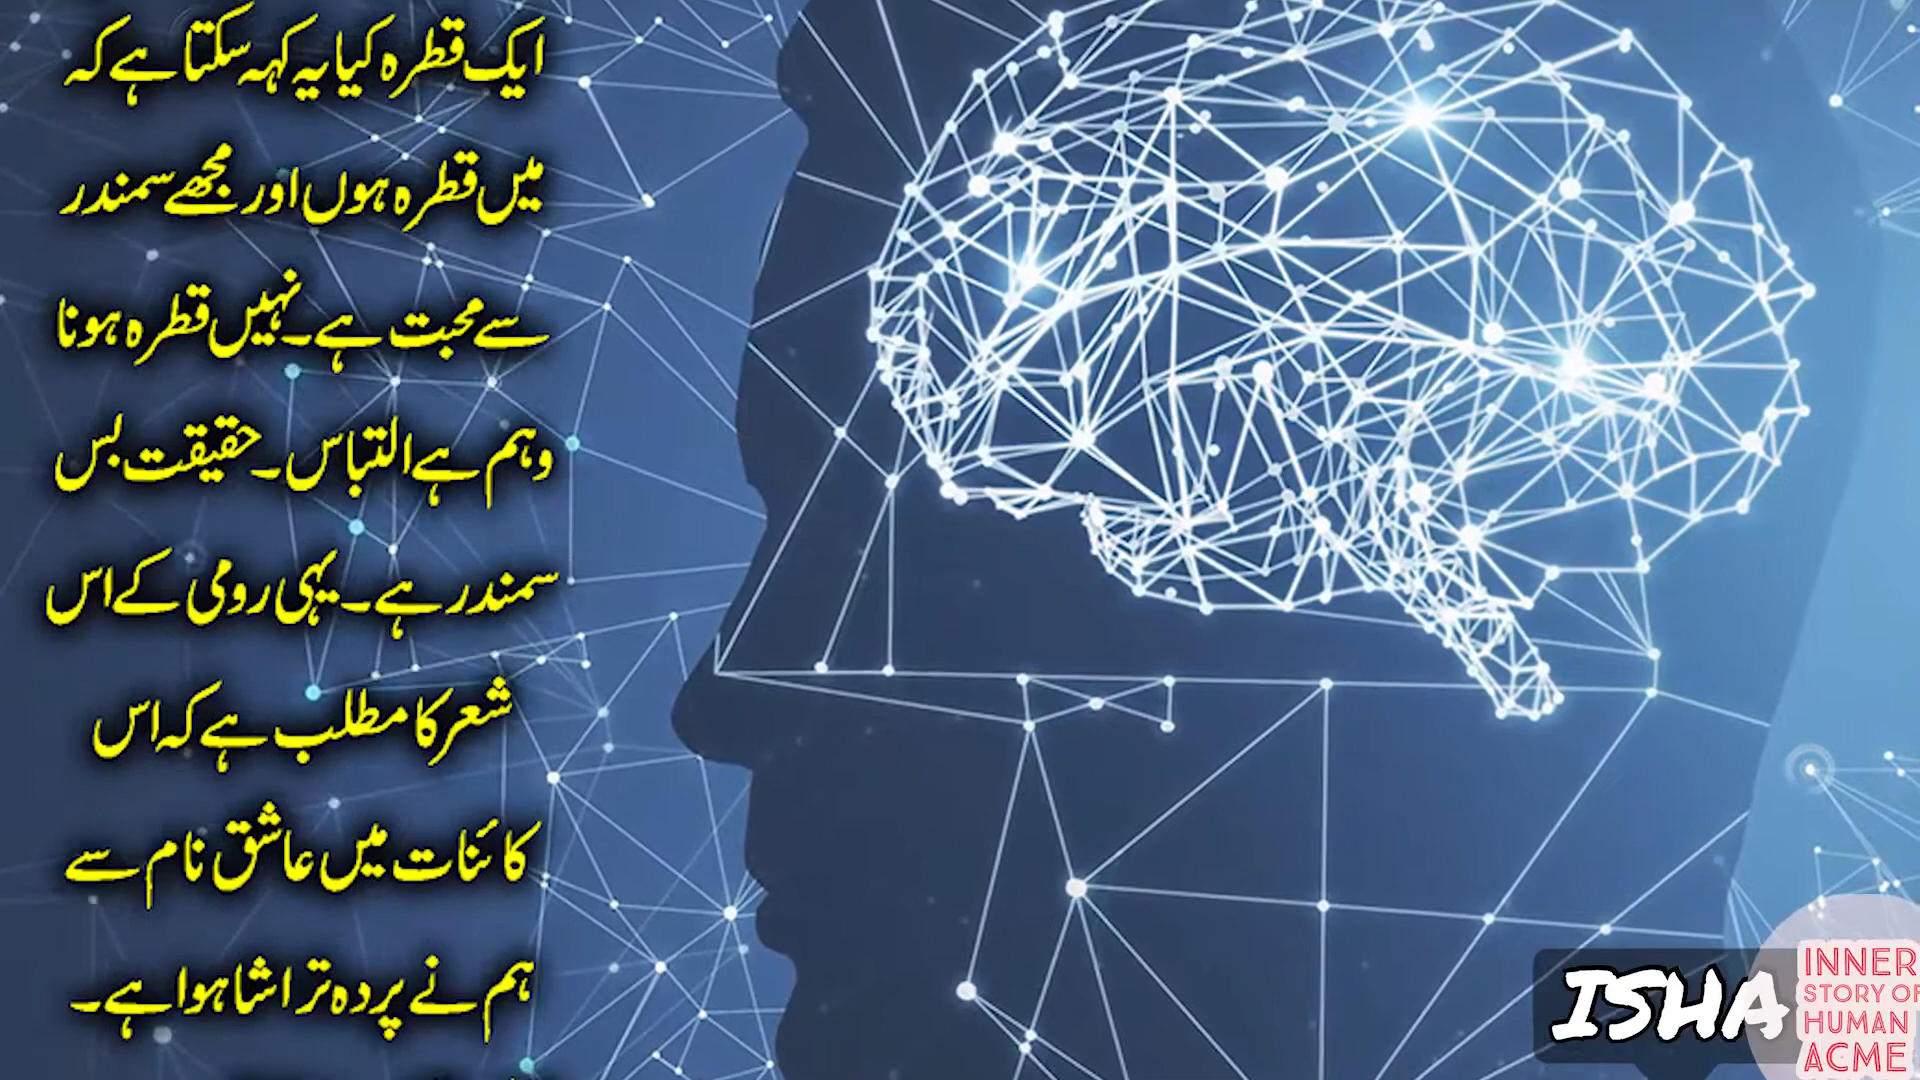 ایک قطرہ کیا یہ کہہ سکتا ہے کہ
میں قطرہ ہوں اور مجھے سمندر
سے محبت ہے۔ نہیں قطرہ ہونا
وہم ہے التباس۔ حقیقت بس
سمندر ہے۔ یہی رومی کے اس
شعر کا مطلب ہے کہ اس
کائنات میں عاشق نام سے
ہم نے پردہ تراشا ہوا ہے۔
ISHA
INNER
STORY OF
HUMAN
ACME